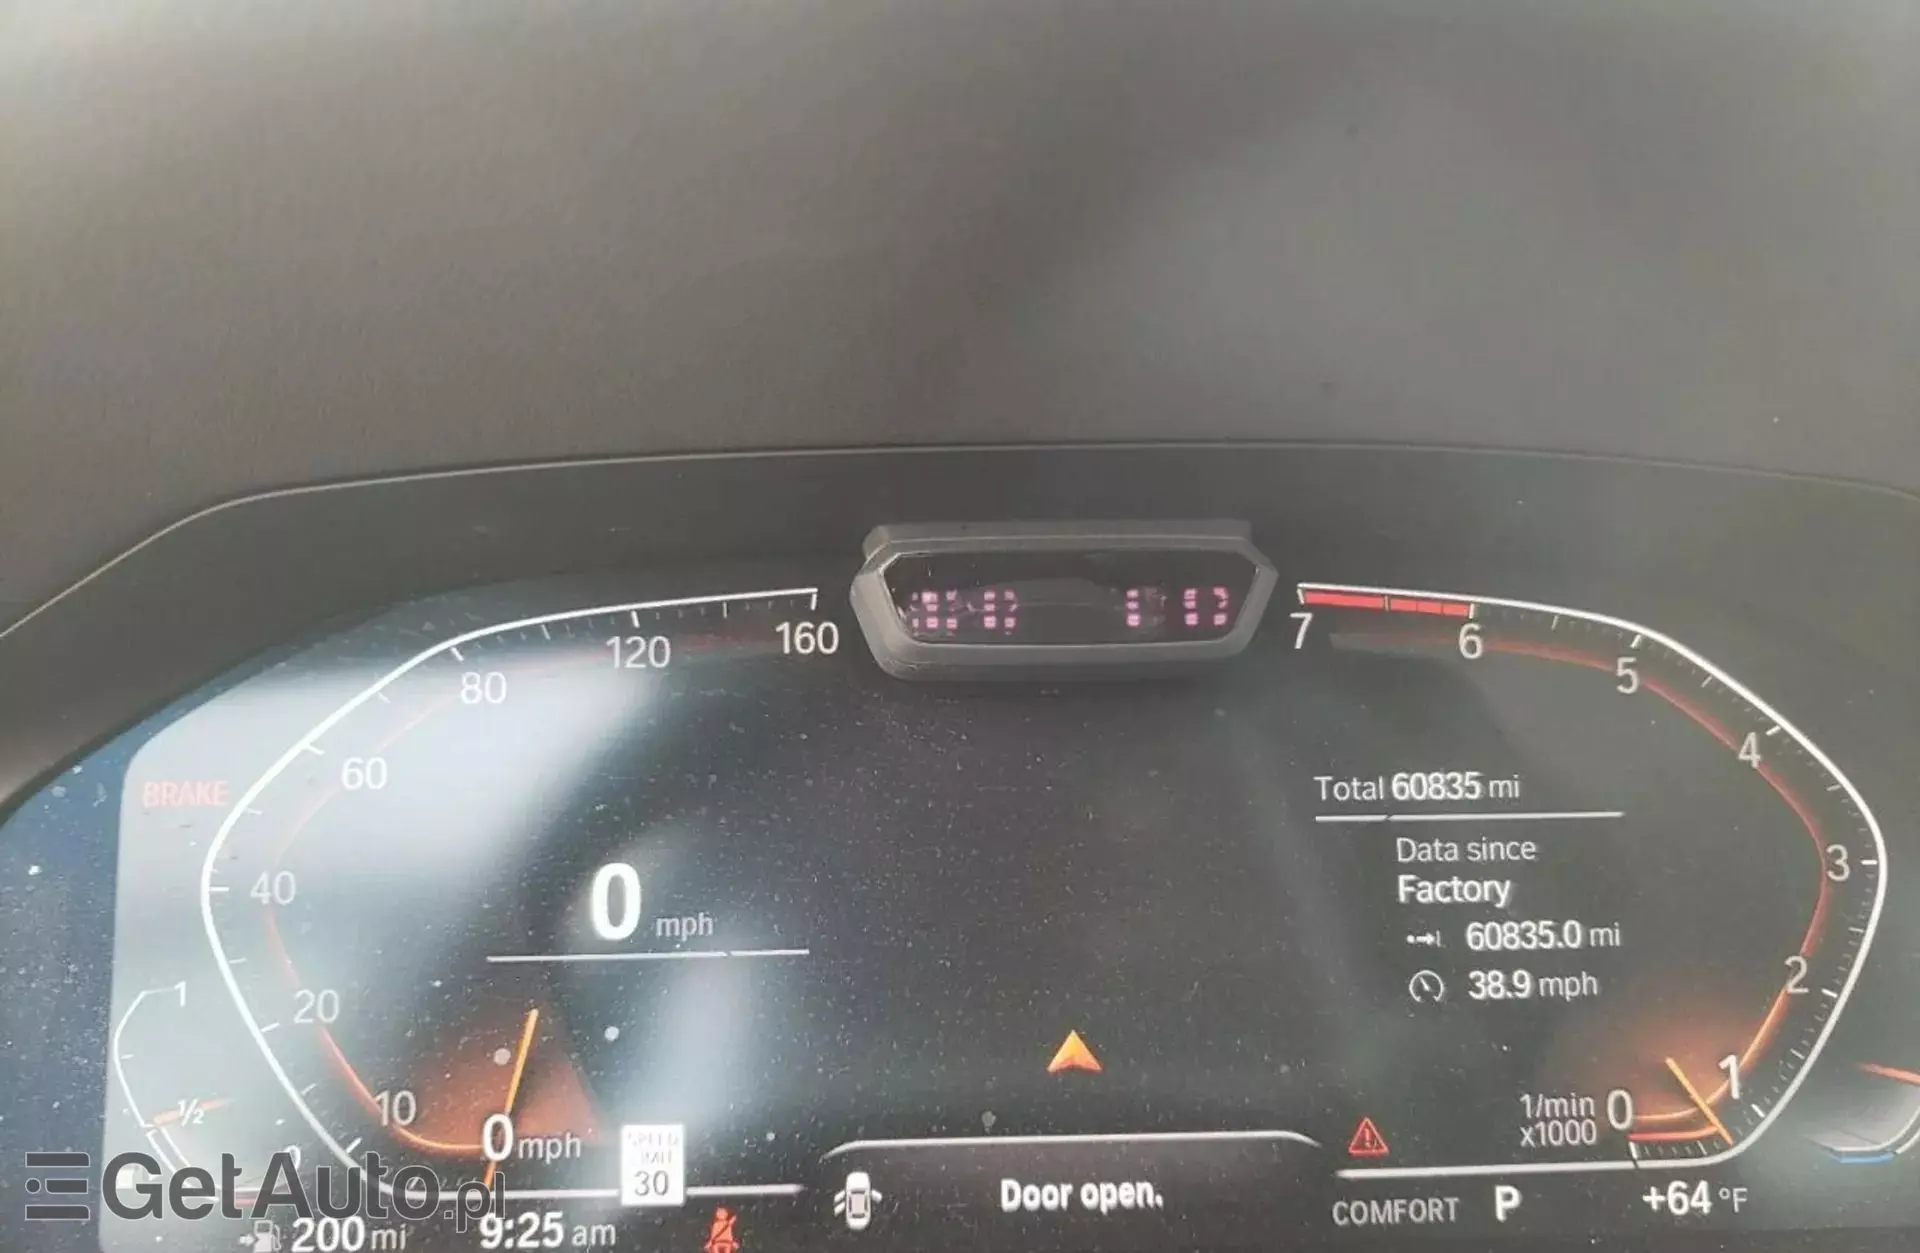 160
120
80
60
40
20
10
7
6
5
4
3
2
1
0
BRAKE
Total 60835 mi
Data since
Factory
60835.0 mi
38.9 mph
0 mph
1
1/2
0
0 mph
SPEED
LIMIT
30
1/min
x1000
Door open.
COMFORT P +64 °F
200 mi 9:25 am
GetAuto.pl